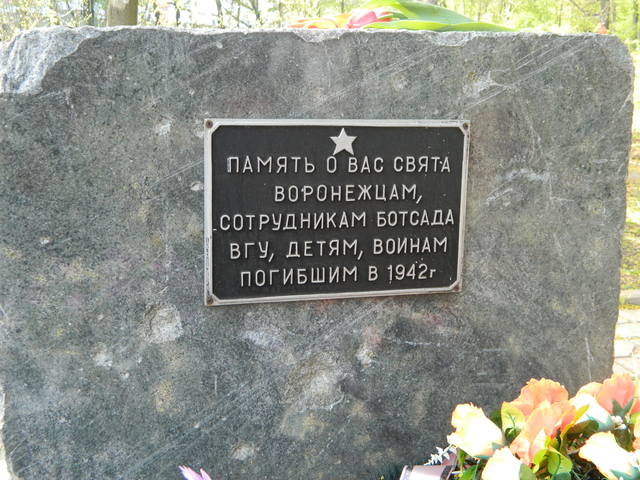 ПАМЯТЬ О ВАС СВЯТА
ВОРОНЕЖЦАМ,
СОТРУДНИКАМ БОТСАДА
ВГУ, ДЕТЯМ, ВОИНАМ
ПОГИБШИМ В 1942г